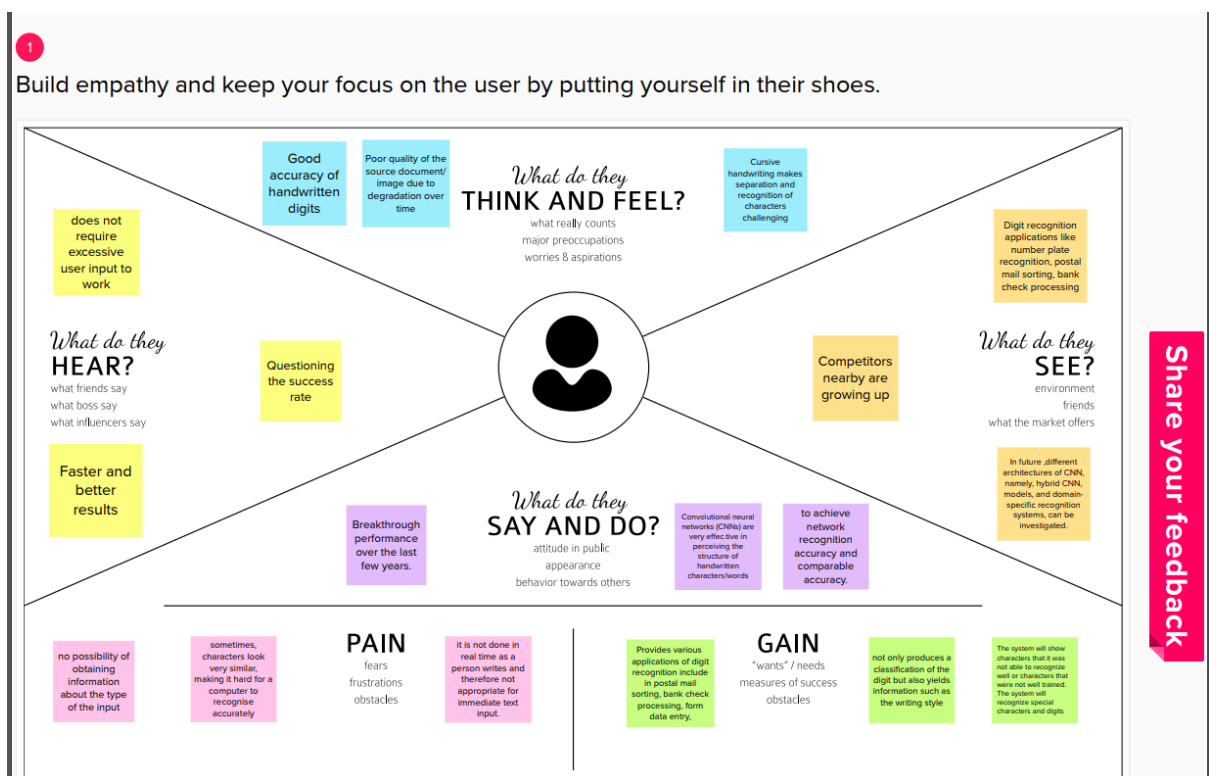 1
Build empathy and keep your focus on the user by putting yourself in their shoes.
Good
accuracy of
handwritten
digits
Poor quality of the
source document/
image due to
degradation over
time
What do they
THINK AND FEEL?
what really counts
major preoccupations
worries & aspirations
Cursive
handwriting makes
separation and
recognition of
characters
challenging
does not
require
excessive
user input to
work
What do they
HEAR?
what friends say
what boss say
what influencers say
Questioning
the success
rate
Faster and
better
results
Digit recognition
applications like
number plate
recognition, postal
mail sorting, bank
check processing
Competitors
nearby are
growing up
What do they
SEE?
environment
friends
what the market offers
In future ,different
architectures of CNN,
namely, hybrid CNN,
models, and domain-
specific recognition
systems, can be
investigated.
Breakthrough
performance
over the last
few years.
What do they
SAY AND DO?
attitude in public
appearance
behavior towards others
Convolutional neural
networks (CNNs) are
very effec.tive in
perceiving the
structure of
handwritten
characters/words
to achieve
network
recognition
accuracy and
comparable
accuracy.
no possibility of
obtaining
information
about the type
of the input
sometimes,
characters look
very similar,
making it hard for a
computer to
recognise
accurately
PAIN
fears
frustrations
obstacles
it is not done in
real time as a
person writes and
therefore not
appropriate for
immediate text
input.
Provides various
applications of digit
recognition include
in postal mail
sorting, bank check
processing, form
data entry,
GAIN
"wants" / needs
measures of success
obstacles
not only produces a
classification of the
digit but also yields
information such as
the writing style
The system will show
characters that it was
not able to recognize
well or characters that
were not well trained.
The system will
recognize special
characters and digits
Share your feedback